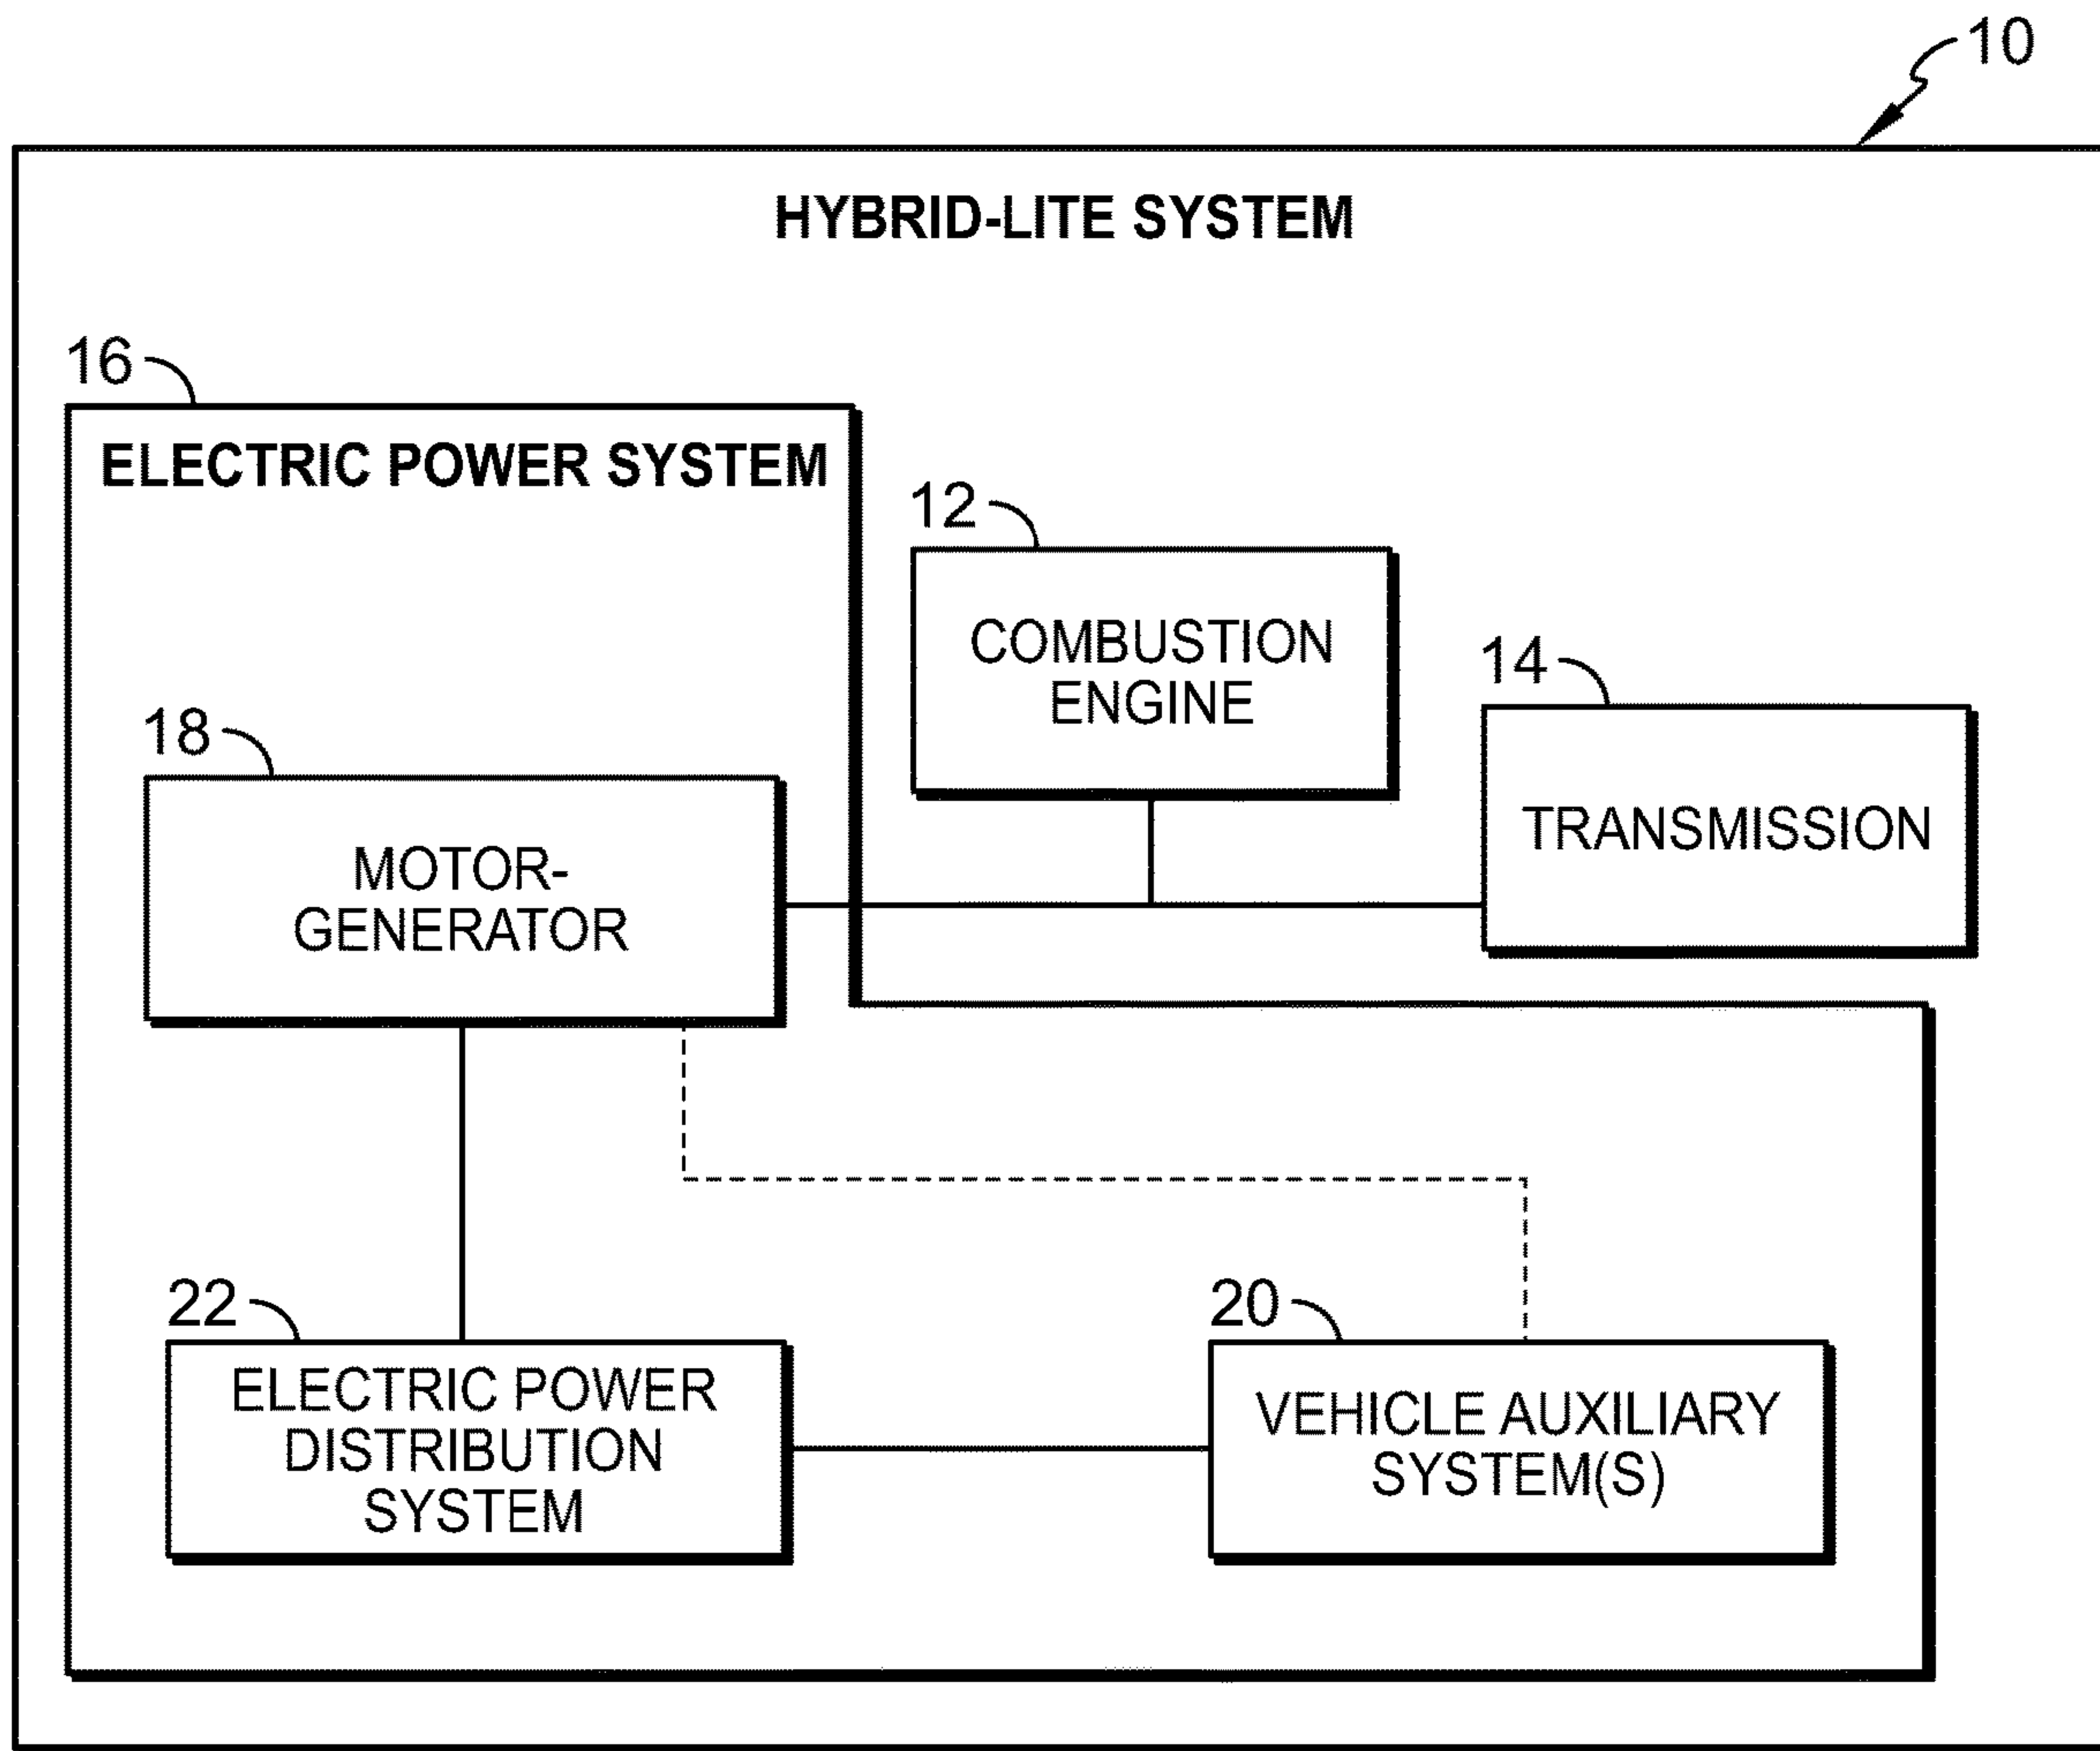 10
HYBRID-LITE SYSTEM
16
ELECTRIC POWER SYSTEM
12
COMBUSTION
ENGINE
14
TRANSMISSION
18
MOTOR-
GENERATOR
22
ELECTRIC POWER
DISTRIBUTION
SYSTEM
20
VEHICLE AUXILIARY
SYSTEM(S)